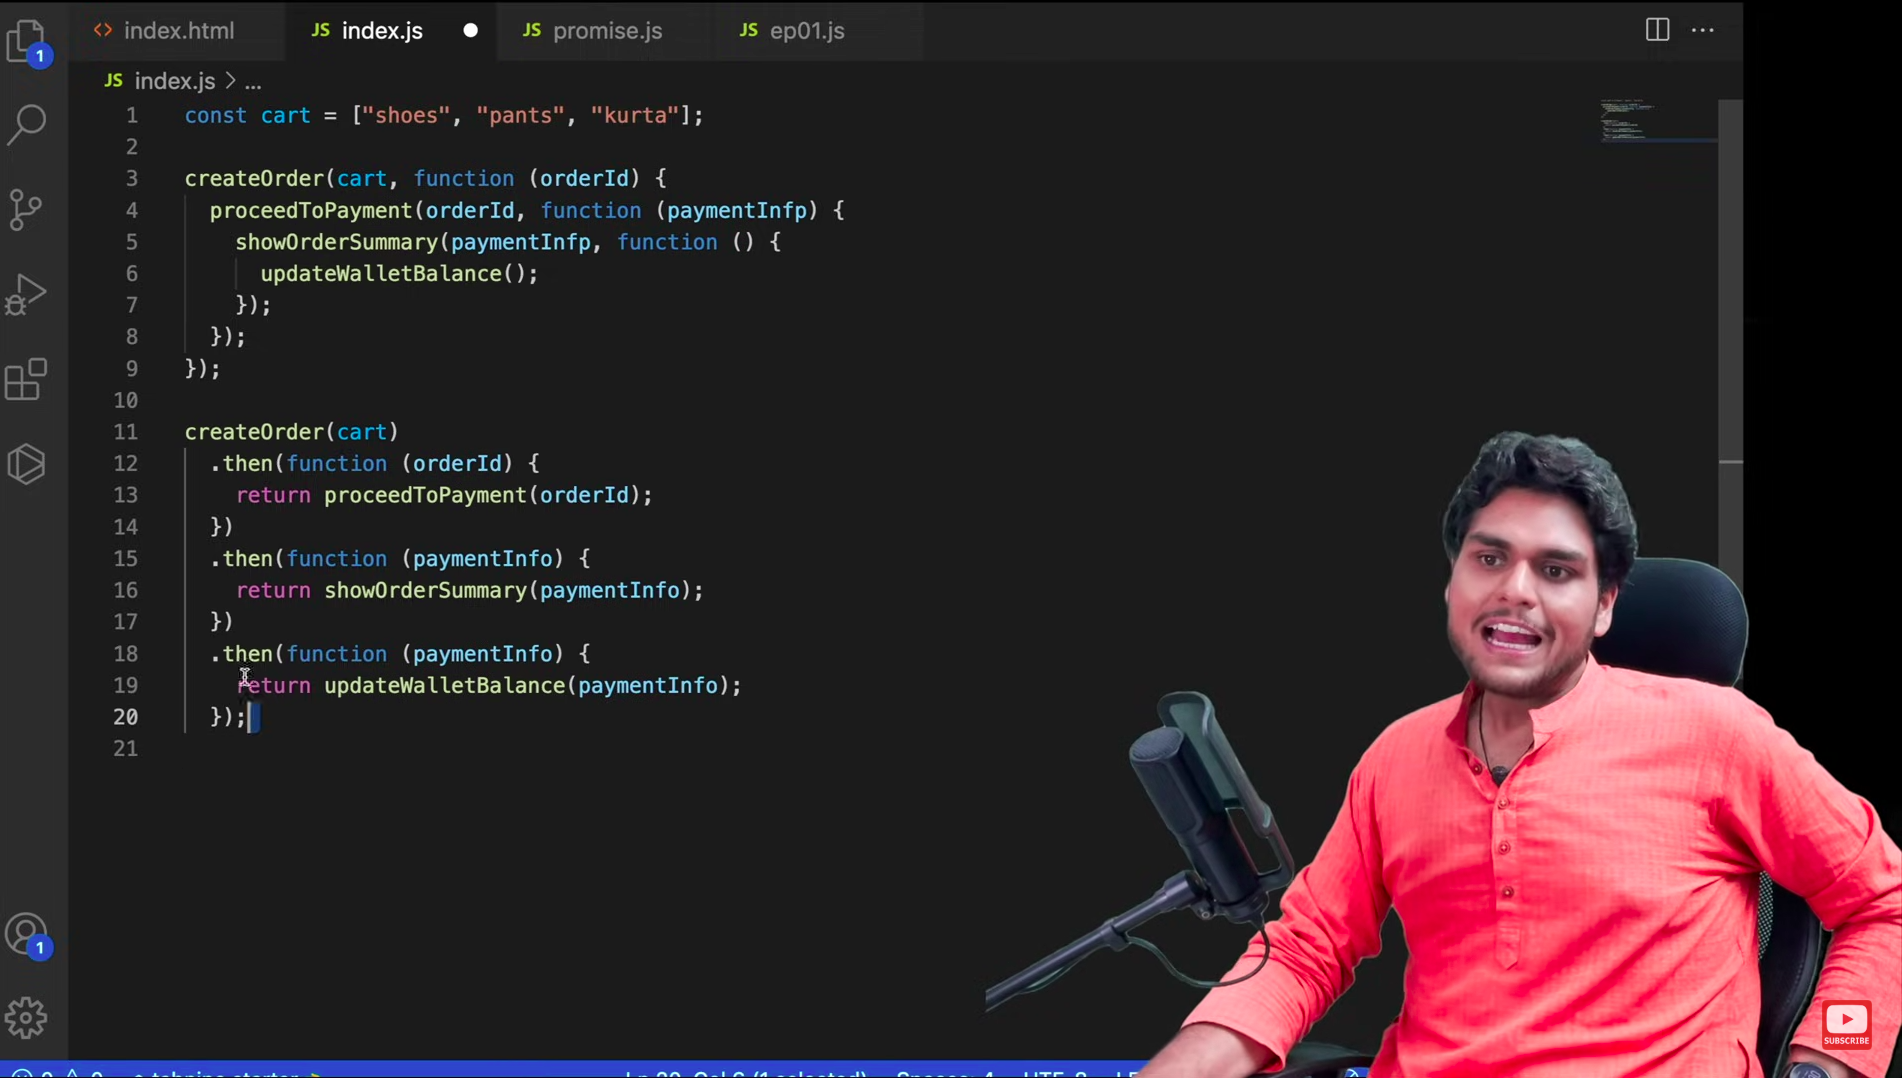 index.html
JS index.js
JS promise.js
JS ep01.js
1
JS index.js > ...
1 const cart = ["shoes", "pants", "kurta"];
2
3 createOrder(cart, function (orderId) {
4 proceedToPayment(orderId, function (paymentInfp) {
5 showOrderSummary(paymentInfp, function () {
6 updateWalletBalance();
7 });
8 });
9 });
10
11 createOrder(cart)
12 .then(function (orderId) {
13 return proceedToPayment(orderId);
14 })
15 .then(function (paymentInfo) {
16 return showOrderSummary(paymentInfo);
17 })
18 .then(function (paymentInfo) {
19 return updateWalletBalance(paymentInfo);
20 });
21
1
SUBSCRIBE